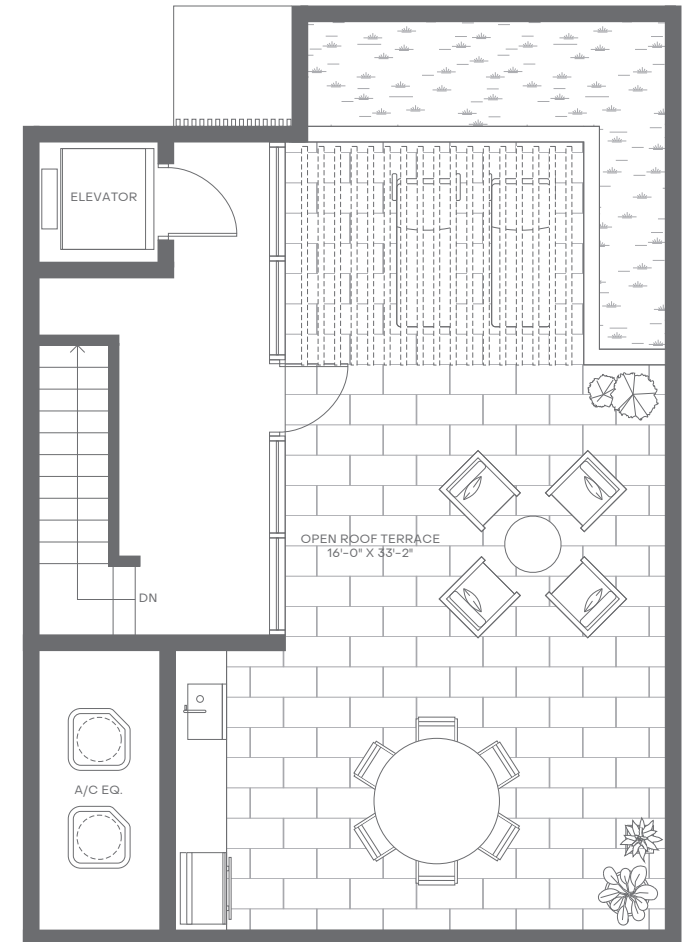 ELEVATOR
OPEN ROOF TERRACE
16'-0" X 33'-2"
DN
A/C EQ.